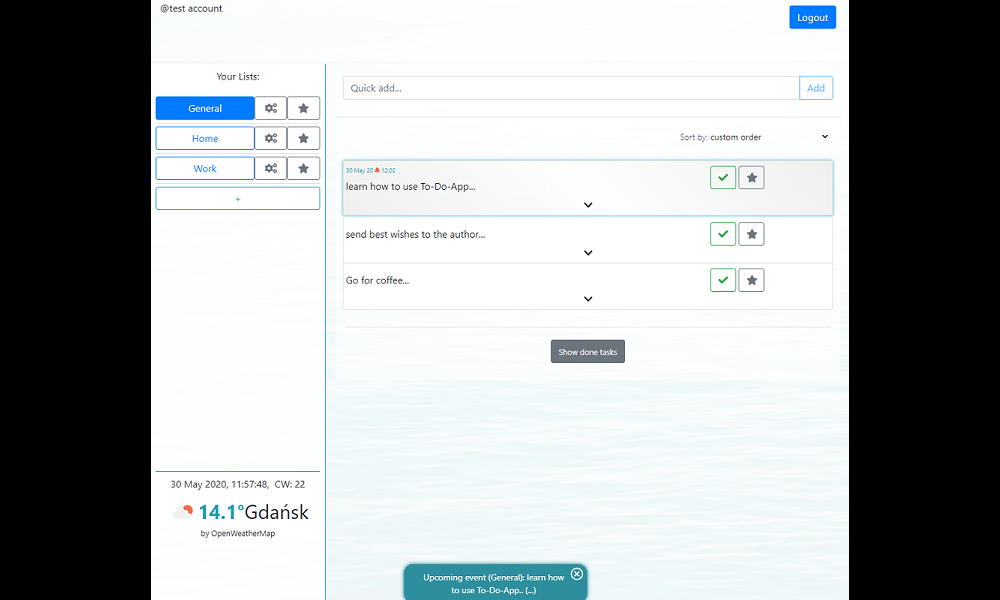 @test account
Logout
Your Lists:
General
Home
Work
+
30 May 2020, 11:57:48, CW: 22
14.1°Gdańsk
by OpenWeatherMap
Quick add...
Add
Sort by: custom order
30 May 20 12:02
learn how to use To-Do-App...
send best wishes to the author...
Go for coffee...
Show done tasks
Upcoming event (General): learn how
to use To-Do-App.. (...)